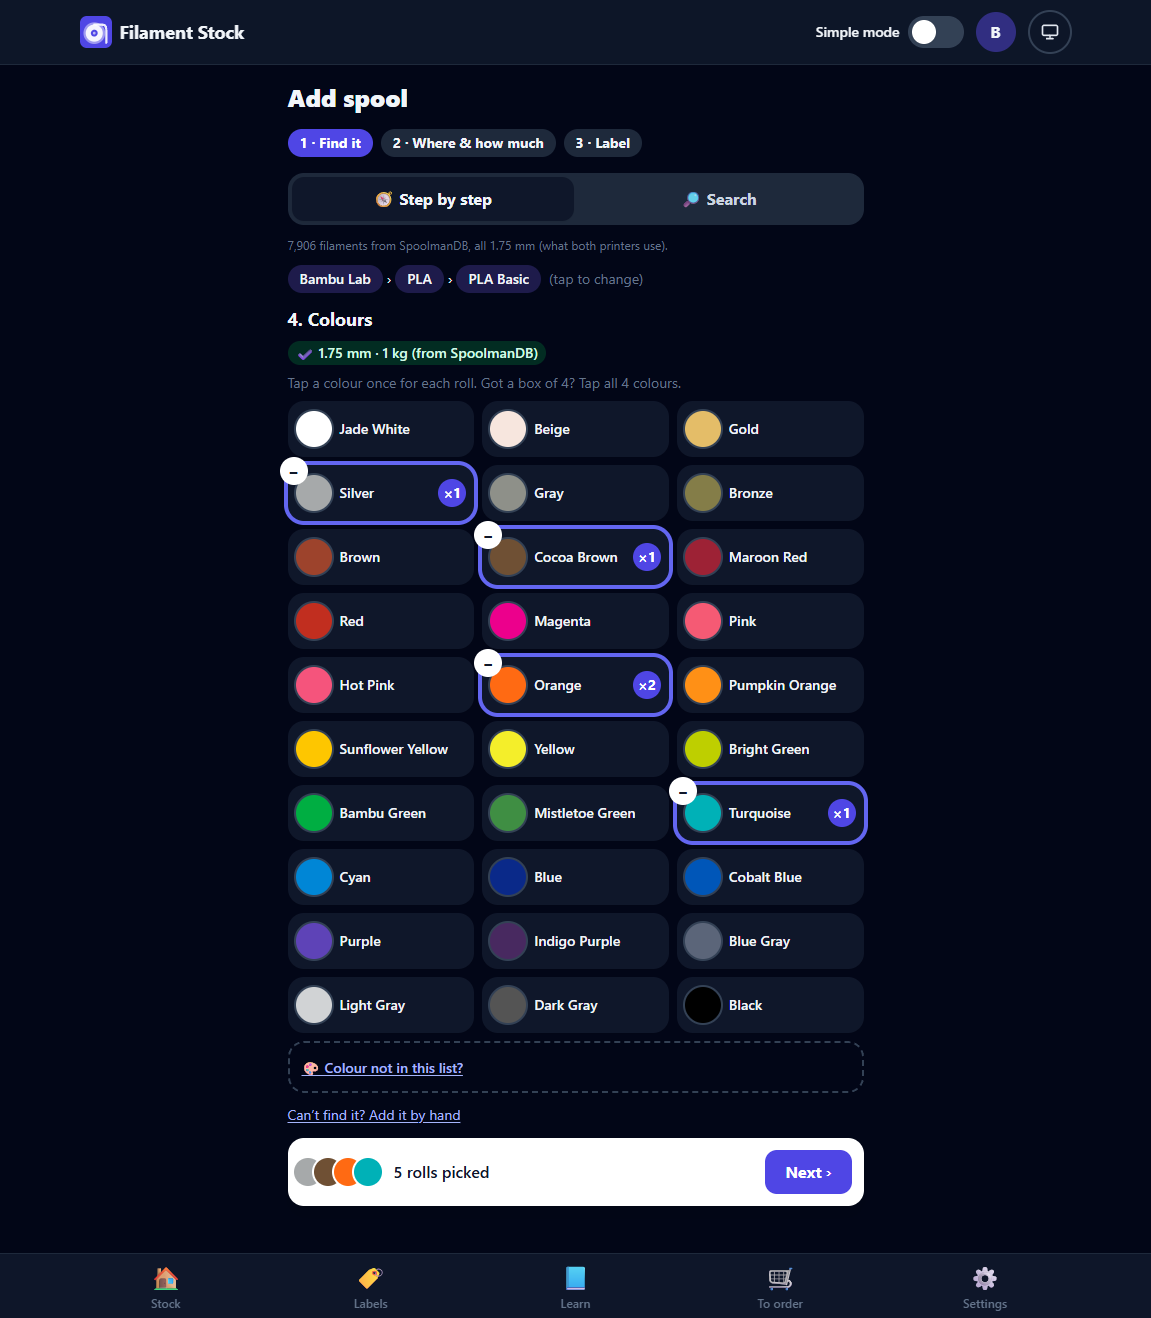 Filament Stock
Simple mode
B
Add spool
1 · Find it
2 · Where & how much
3 · Label
Step by step
Search
7,906 filaments from SpoolmanDB, all 1.75 mm (what both printers use).
Bambu Lab › PLA › PLA Basic (tap to change)
4. Colours
1.75 mm · 1 kg (from SpoolmanDB)
Tap a colour once for each roll. Got a box of 4? Tap all 4 colours.
Jade White
Beige
Gold
−
Silver
×1
Gray
Bronze
Brown
−
Cocoa Brown
×1
Maroon Red
Red
Magenta
Pink
Hot Pink
−
Orange
×2
Pumpkin Orange
Sunflower Yellow
Yellow
Bright Green
Bambu Green
Mistletoe Green
−
Turquoise
×1
Cyan
Blue
Cobalt Blue
Purple
Indigo Purple
Blue Gray
Light Gray
Dark Gray
Black
Colour not in this list?
Can't find it? Add it by hand
5 rolls picked
Next ›
Stock
Labels
Learn
To order
Settings